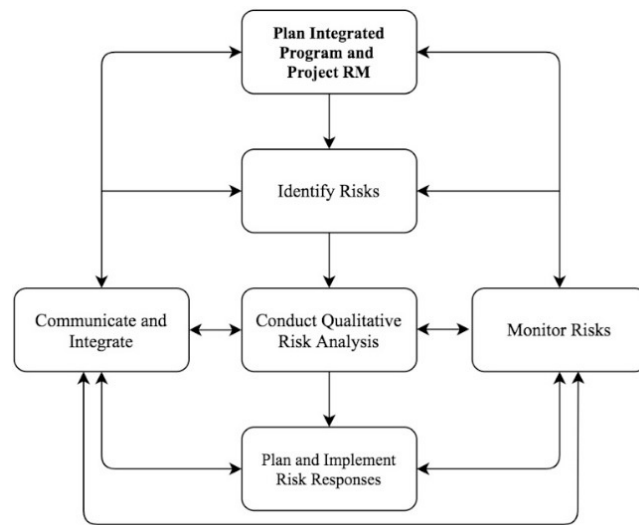 Plan Integrated
Program and
Project RM
Identify Risks
Communicate and
Integrate
Conduct Qualitative
Risk Analysis
Monitor Risks
Plan and Implement
Risk Responses